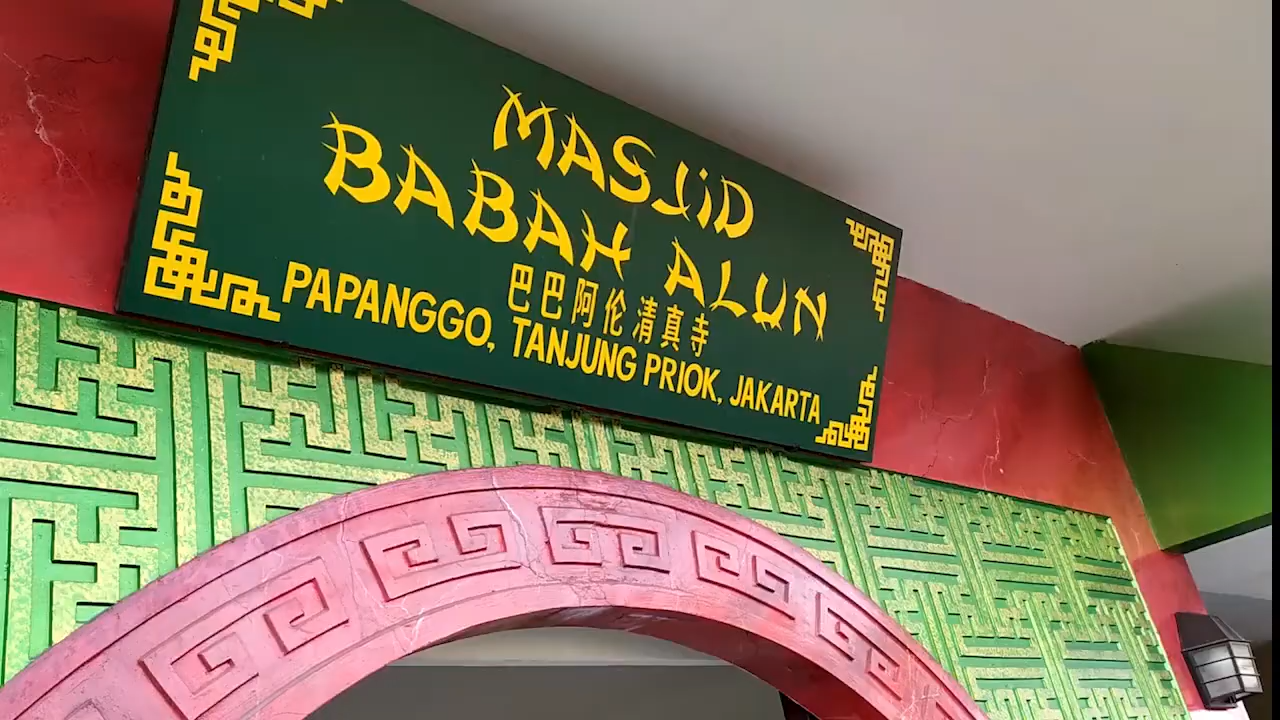 MASJID
BABAH ALUN
巴巴阿伦清真寺
PAPANGGO, TANJUNG PRIOK, JAKARTA